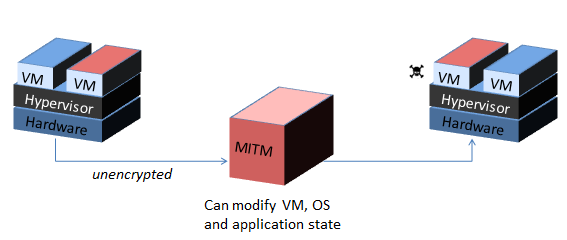 VM
VM
Hypervisor
Hardware
unencrypted
MITM
Can modify VM, OS
and application state
VM
VM
Hypervisor
Hardware